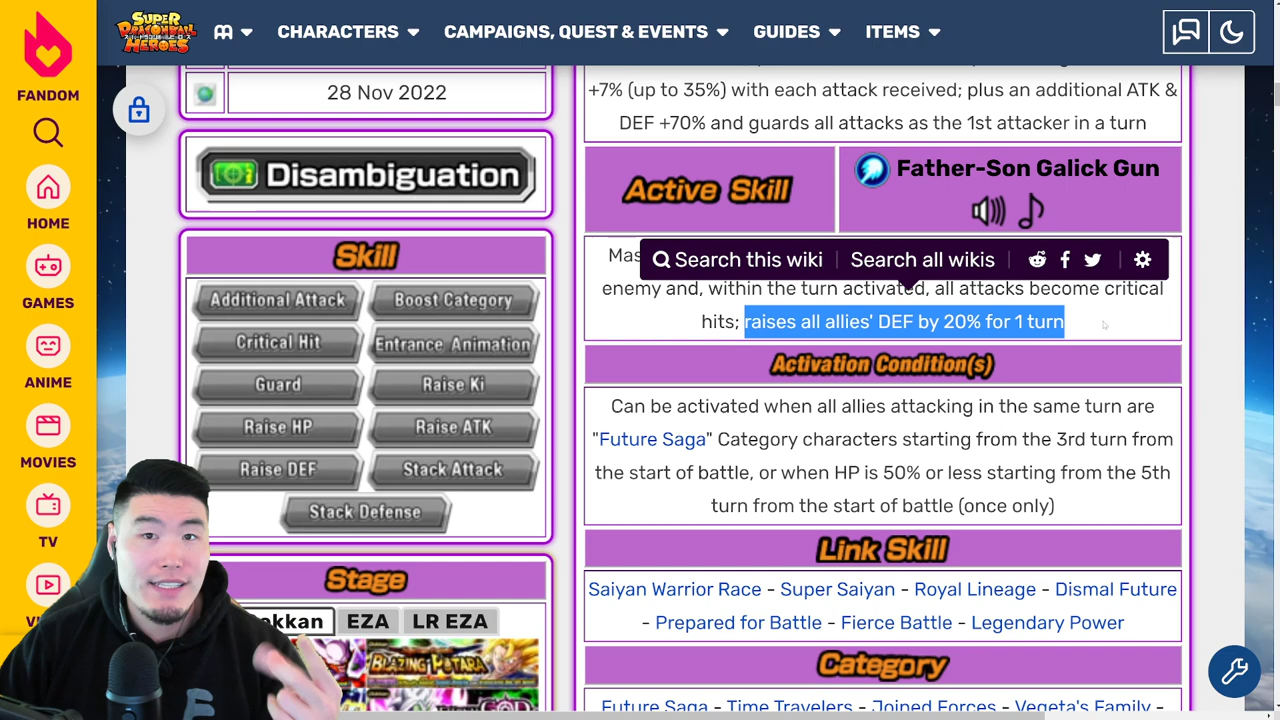 SUPER
DRAGONBALL
HEROES
CHARACTERS
CAMPAIGNS, QUEST & EVENTS
GUIDES
ITEMS
FANDOM
HOME
GAMES
ANIME
MOVIES
TV
28 Nov 2022
Disambiguation
Skill
Additional Attack
Boost Category
Critical Hit
Entrance Animation
Guard
Raise Ki
Raise HP
Raise ATK
Raise DEF
Stack Attack
Stack Defense
Stage
EZA
LR EZA
BLAZING POTARA
+7% (up to 35%) with each attack received; plus an additional ATK &
DEF +70% and guards all attacks as the 1st attacker in a turn
Active Skill
Father-Son Galick Gun
Search this wiki
Search all wikis
enemy and, within the turn activated, all attacks become critical
hits; raises all allies' DEF by 20% for 1 turn
Activation Condition(s)
Can be activated when all allies attacking in the same turn are
"Future Saga" Category characters starting from the 3rd turn from
the start of battle, or when HP is 50% or less starting from the 5th
turn from the start of battle (once only)
Link Skill
Saiyan Warrior Race - Super Saiyan - Royal Lineage - Dismal Future
- Prepared for Battle - Fierce Battle - Legendary Power
Category
Future Saga - Time Travelers - Joined Forces - Vegeta's Family -